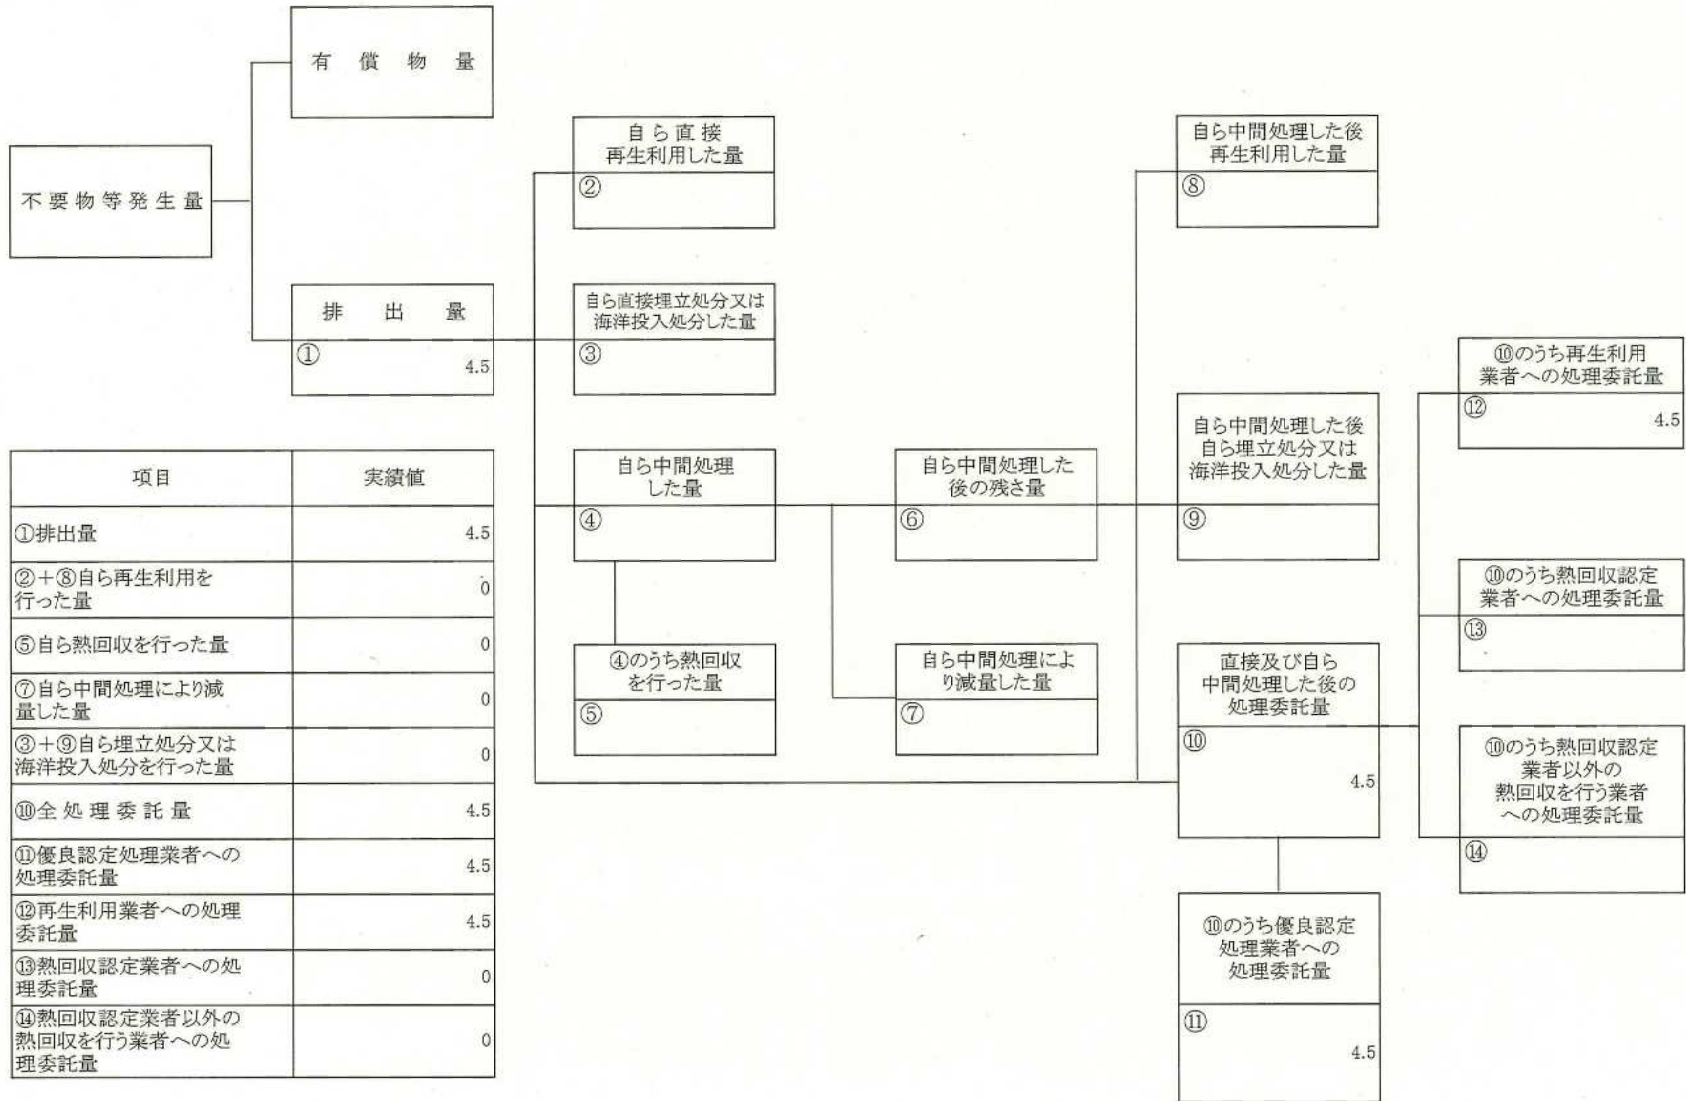 有償物量
不要物等発生量
排出量
①
4.5
自ら直接
再生利用した量
②
自ら直接埋立処分又は
海洋投入処分した量
③
自ら中間処理
した量
④
④のうち熱回収
を行った量
⑤
自ら中間処理した
後の残さ量
⑥
自ら中間処理によ
り減量した量
⑦
自ら中間処理した後
再生利用した量
⑧
自ら中間処理した後
自ら埋立処分又は
海洋投入処分した量
⑨
直接及び自ら
中間処理した後の
処理委託量
⑩
4.5
⑩のうち優良認定
処理業者への
処理委託量
⑪
4.5
⑩のうち再生利用
業者への処理委託量
⑫
4.5
⑩のうち熱回収認定
業者への処理委託量
⑬
⑩のうち熱回収認定
業者以外の
熱回収を行う業者
への処理委託量
⑭
項目 実績値
①排出量 4.5
②+⑧自ら再生利用を
行った量 0
⑤自ら熱回収を行った量 0
⑦自ら中間処理により減
量した量 0
③+⑨自ら埋立処分又は
海洋投入処分を行った量 0
⑩全処理委託量 4.5
⑪優良認定処理業者への
処理委託量 4.5
⑫再生利用業者への処理
委託量 4.5
⑬熱回収認定業者への処
理委託量 0
⑭熱回収認定業者以外の
熱回収を行う業者への処
理委託量 0